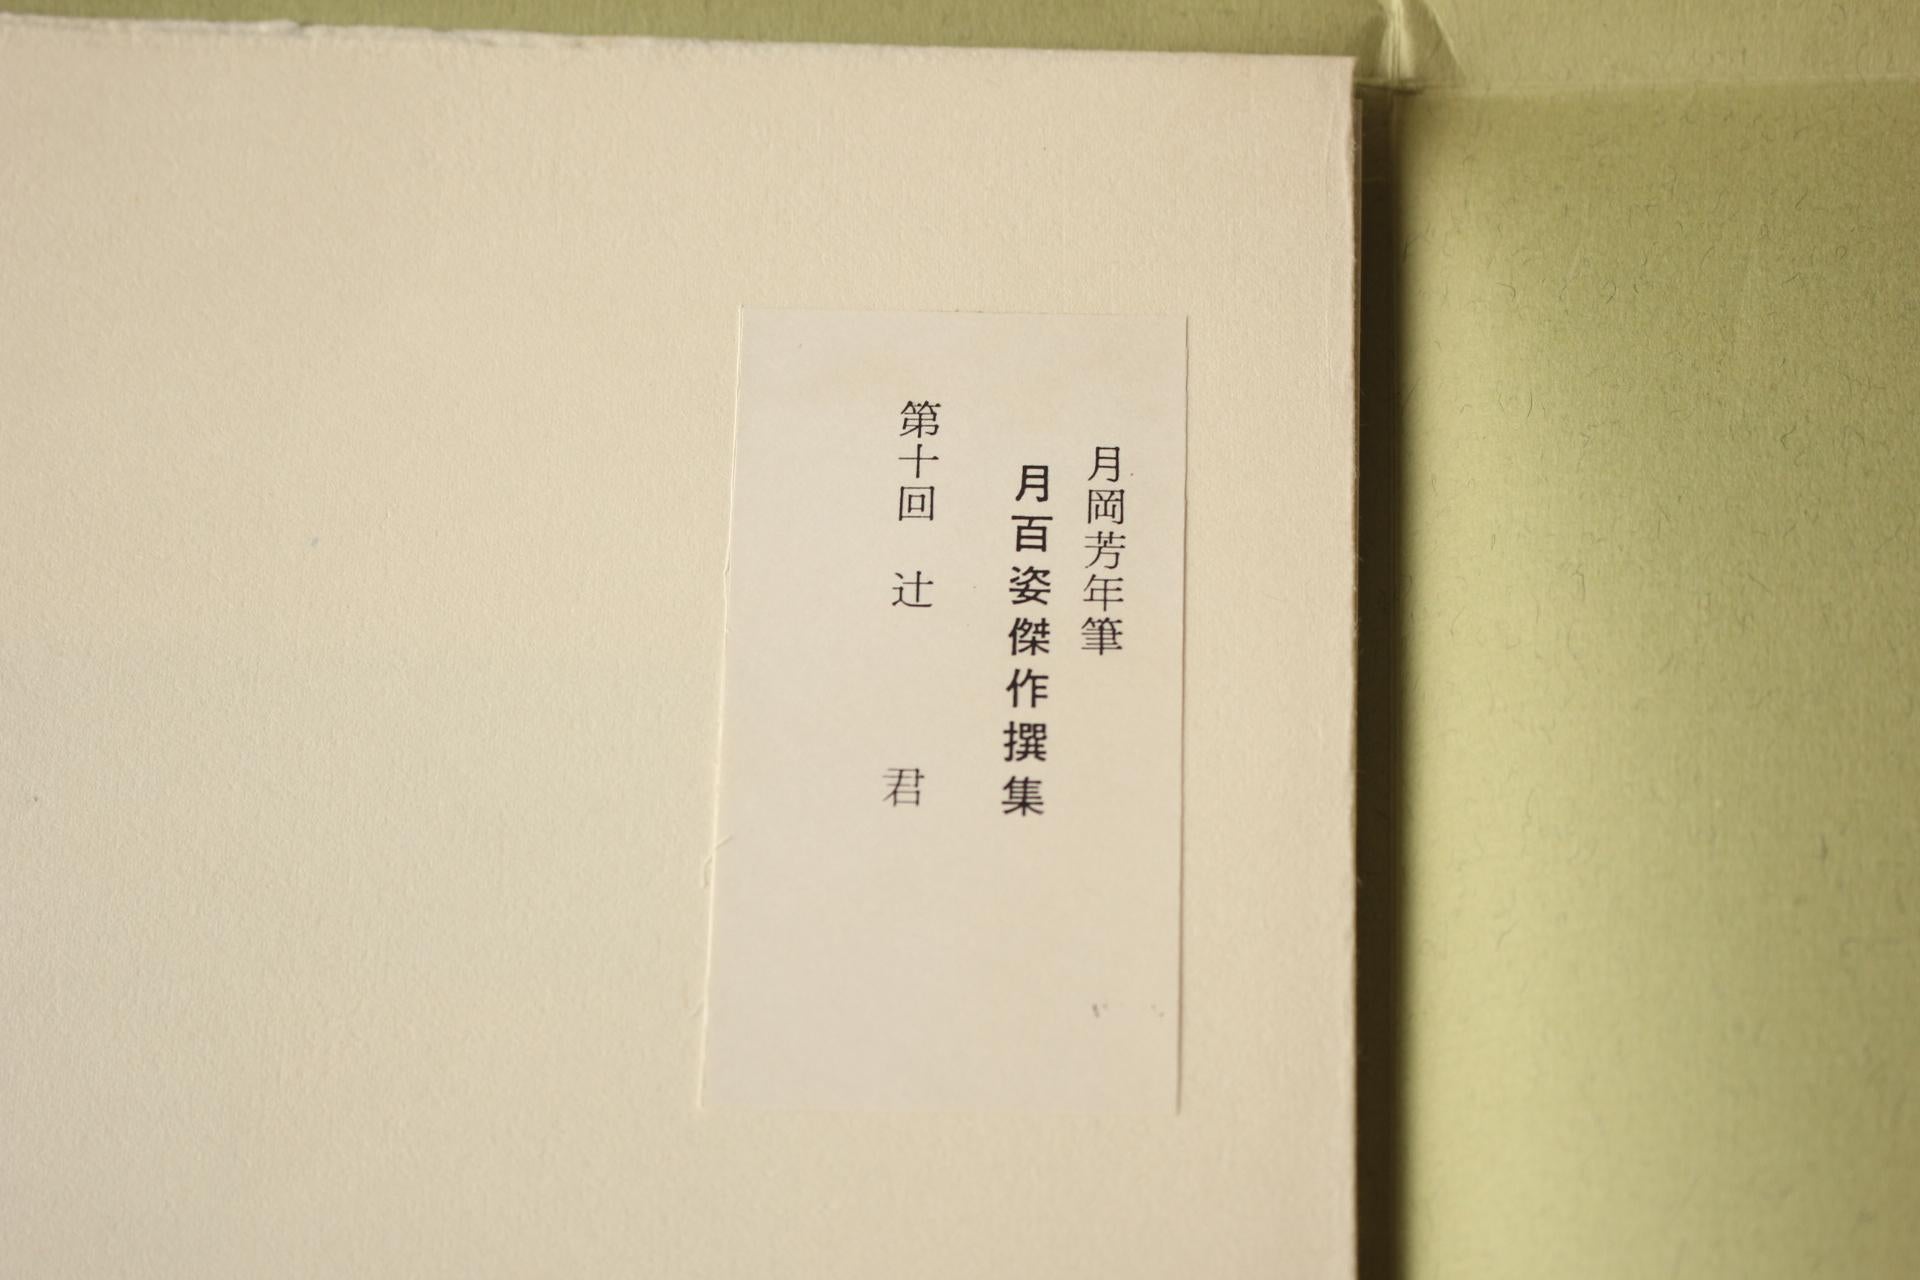 月岡芳年筆
月百姿傑作撰集
第十回 辻 君